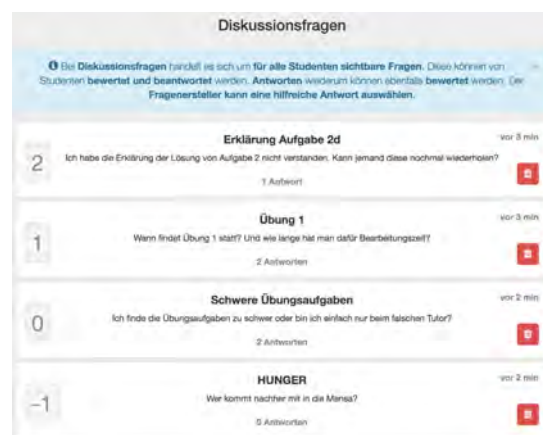 Diskussionsfragen
Bei Diskussionsfragen handelt es sich um für alle Studenten sichtbare Fragen. Diese können von
Studenten bewertet und beantwortet werden. Antworten wiederum können ebenfalls bewertet werden. Der
Fragenersteller kann eine hilfreiche Antwort auswählen.
Erklärung Aufgabe 2d
vor 3 min
2
Ich habe die Erklärung der Lösung von Aufgabe 2 nicht verstanden. Kann jemand diese nochmal wiederholen?
1 Antwort
Übung 1
vor 3 min
1
Wann findet Übung 1 statt? Und wie lange hat man dafür Bearbeitungszeit?
2 Antworten
Schwere Übungsaufgaben
vor 2 min
0
Ich finde die Übungsaufgaben zu schwer oder bin ich einfach nur beim falschen Tutor?
2 Antworten
HUNGER
vor 2 min
-1
Wer kommt nachher mit in die Mensa?
0 Antworten